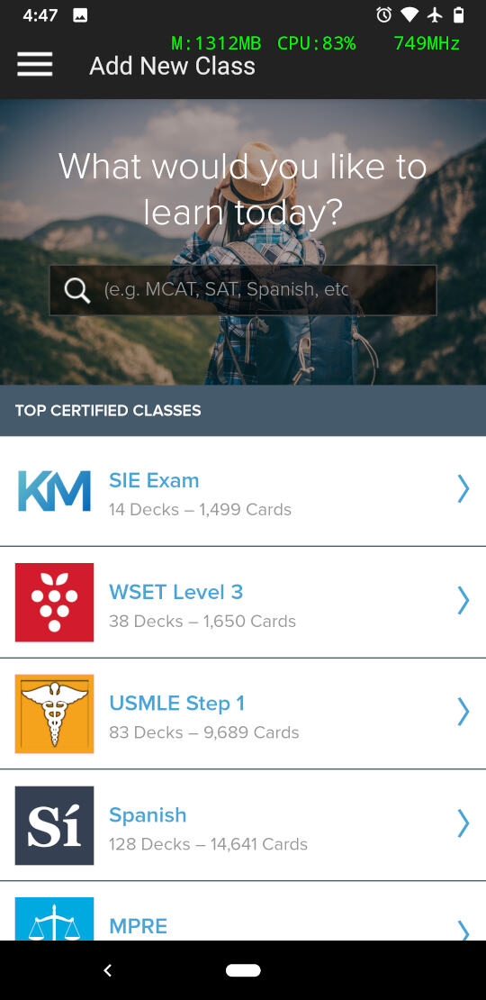 4:47
M:1312MB CPU:83% 749MHz
Add New Class
What would you like to
learn today?
(e.g. MCAT, SAT, Spanish, etc
TOP CERTIFIED CLASSES
KM
SIE Exam
14 Decks – 1,499 Cards
WSET Level 3
38 Decks – 1,650 Cards
USMLE Step 1
83 Decks – 9,689 Cards
Sí
Spanish
128 Decks – 14,641 Cards
MPRE